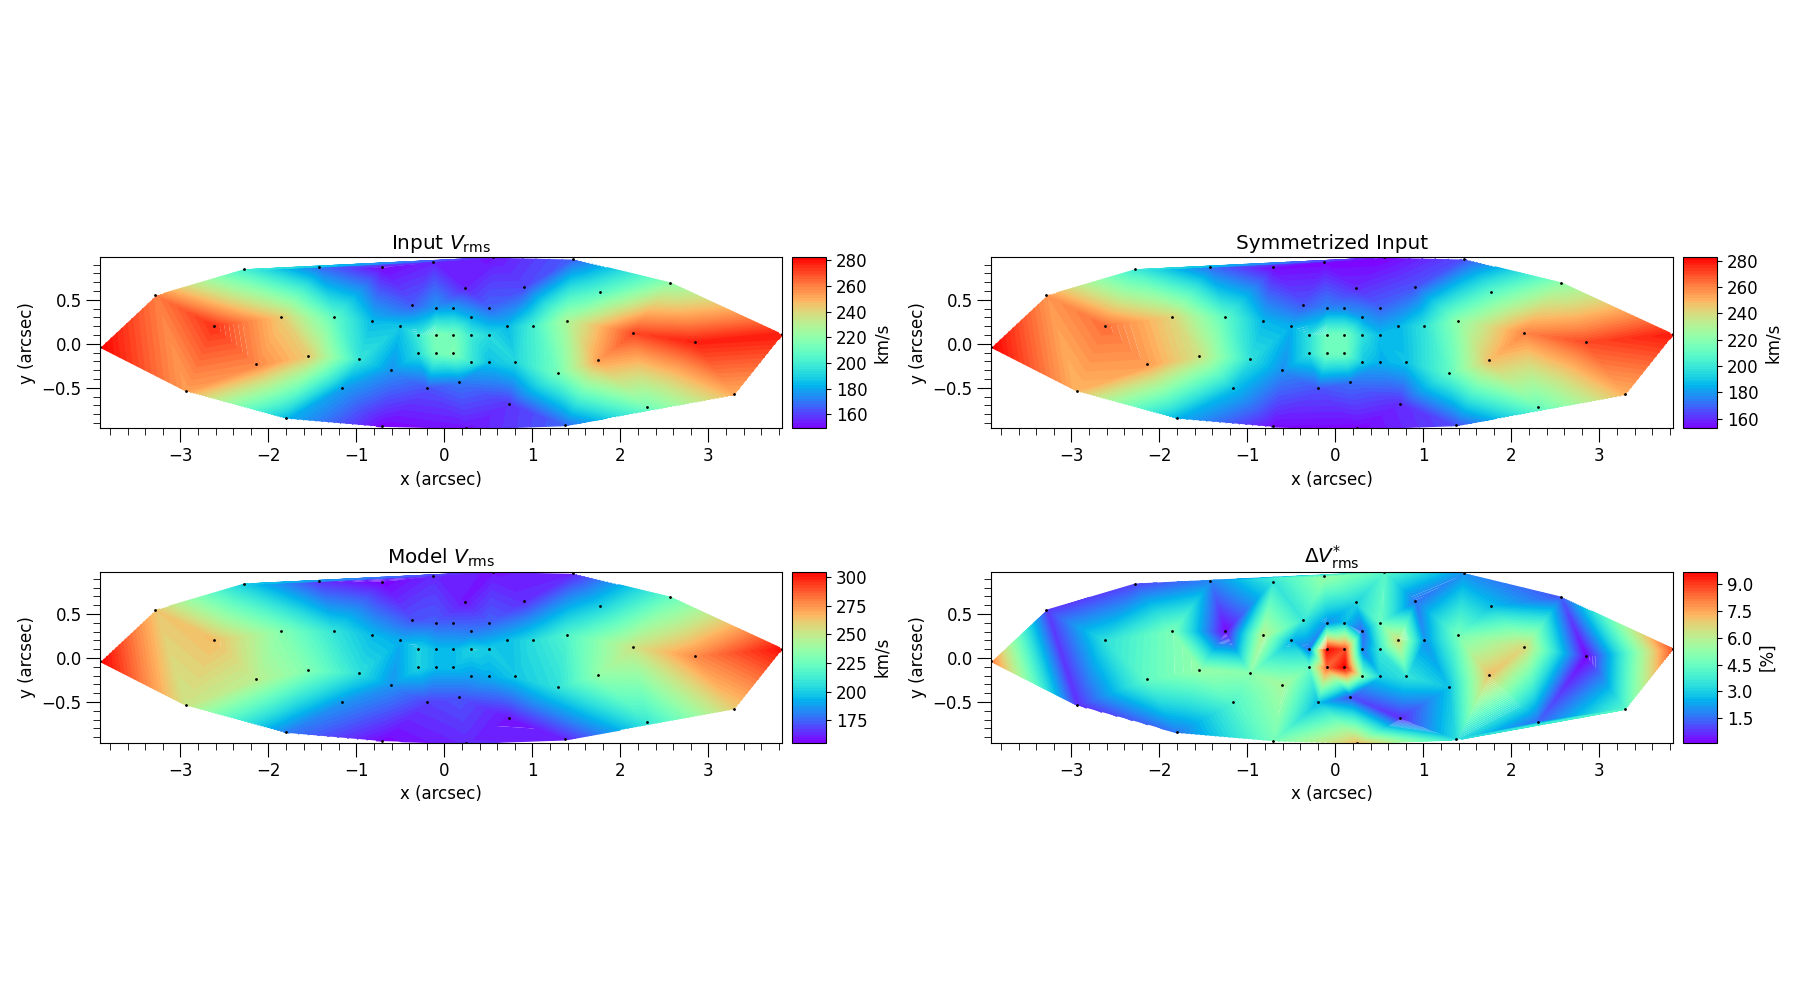 Input Vrms
y (arcsec)
0.5
0.0
−0.5
−3 −2 −1 0 1 2 3
x (arcsec)
280
260
240
220
200
180
160
km/s
Symmetrized Input
y (arcsec)
0.5
0.0
−0.5
−3 −2 −1 0 1 2 3
x (arcsec)
280
260
240
220
200
180
160
km/s
Model Vrms
y (arcsec)
0.5
0.0
−0.5
−3 −2 −1 0 1 2 3
x (arcsec)
300
275
250
225
200
175
km/s
ΔV*rms
y (arcsec)
0.5
0.0
−0.5
−3 −2 −1 0 1 2 3
x (arcsec)
9.0
7.5
6.0
4.5
3.0
1.5
[%]